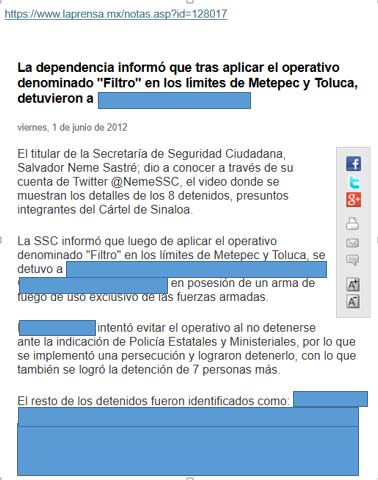 https://www.laprensa.mx/notas.asp?id=128017
La dependencia informó que tras aplicar el operativo
denominado "Filtro" en los límites de Metepec y Toluca,
detuvieron a
viernes, 1 de junio de 2012
El titular de la Secretaría de Seguridad Ciudadana,
Salvador Neme Sastré; dio a conocer a través de su
cuenta de Twitter @NemeSSC, el video donde se
muestran los detalles de los 8 detenidos, presuntos
integrantes del Cártel de Sinaloa.
La SSC informó que luego de aplicar el operativo
denominado "Filtro" en los límites de Metepec y Toluca, se
detuvo a
en posesión de un arma de
fuego de uso exclusivo de las fuerzas armadas.
intentó evitar el operativo al no detenerse
ante la indicación de Policía Estatales y Ministeriales, por lo que
se implementó una persecución y lograron detenerlo, con lo que
también se logró la detención de 7 personas más.
El resto de los detenidos fueron identificados como:
f
g+
A+
A-